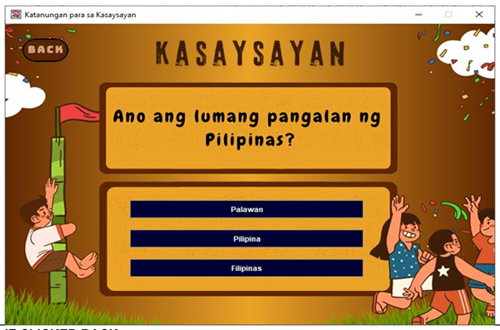 Katanungan para sa Kasaysayan
BACK
KASAYSAYAN
Ano ang lumang pangalan ng
Pilipinas?
Palawan
Pilipina
Filipinas